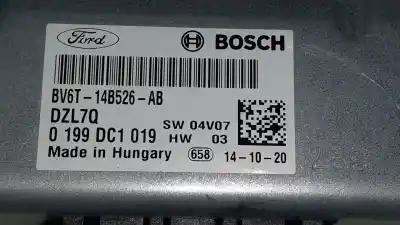 Ford BOSCH
BV6T-14B526-AB
DZL7Q SW 04V07
0 199 DC1 019 HW 03
Made in Hungary 658 14-10-20